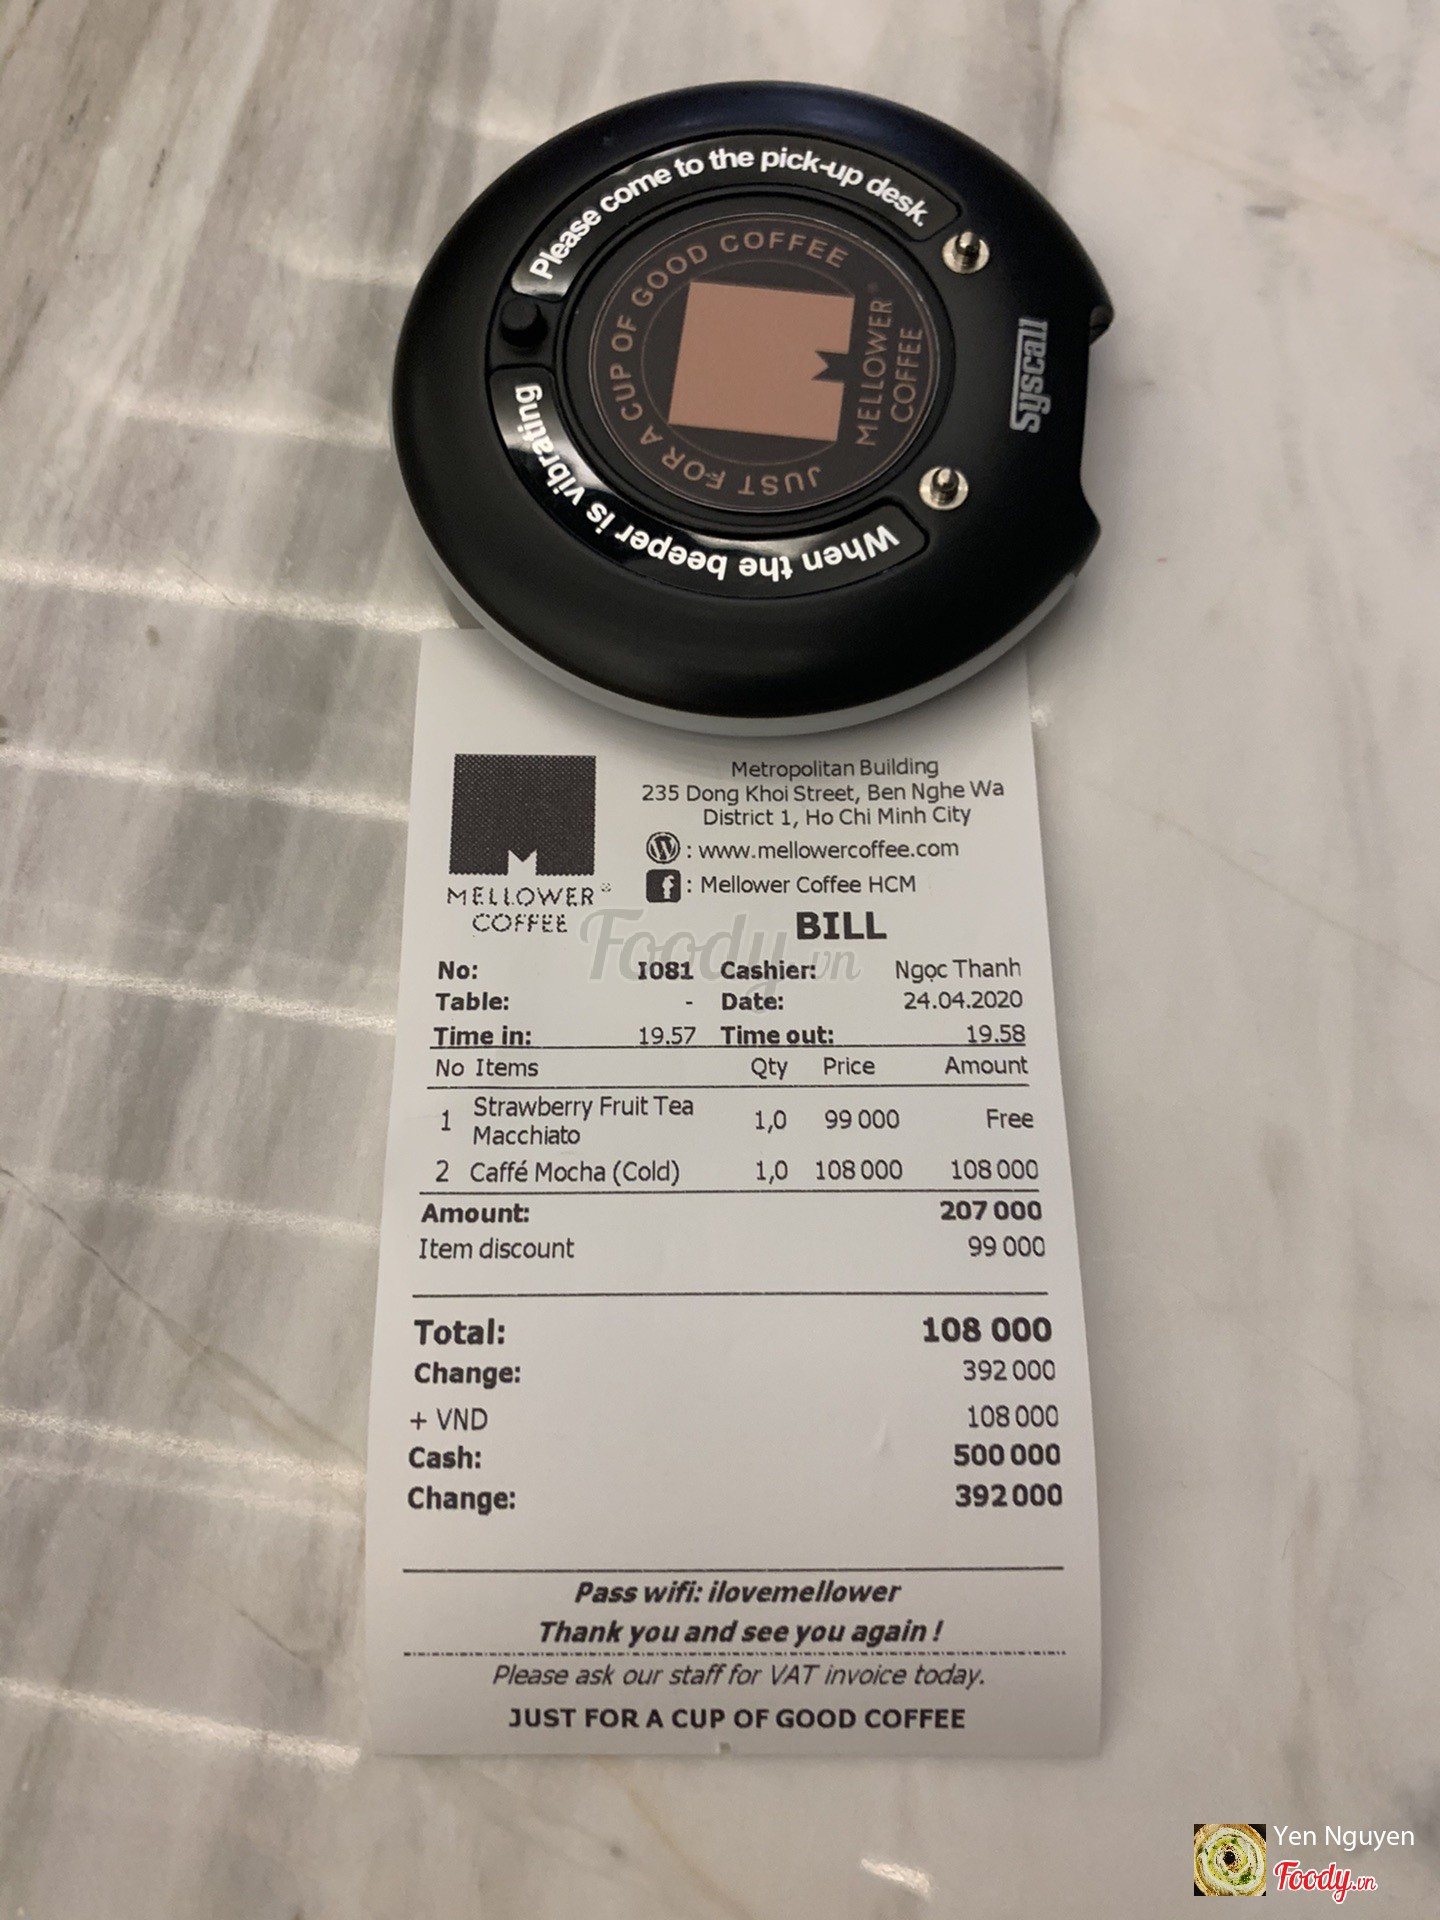 Please come to the pick-up desk.
When the beeper is vibrating
JUST FOR A CUP OF GOOD COFFEE
MELLOWER
COFFEE
Syscall
Metropolitan Building
235 Dong Khoi Street, Ben Nghe Wa
District 1, Ho Chi Minh City
: www.mellowercoffee.com
: Mellower Coffee HCM
MELLOWER®
COFFEE
Foody.vn
BILL
No: I081 Cashier: Ngọc Thanh
Table: - Date: 24.04.2020
Time in: 19.57 Time out: 19.58
No Items Qty Price Amount
1 Strawberry Fruit Tea Macchiato 1,0 99 000 Free
2 Caffé Mocha (Cold) 1,0 108 000 108 000
Amount: 207 000
Item discount 99 000
Total: 108 000
Change: 392 000
+ VND 108 000
Cash: 500 000
Change: 392 000
Pass wifi: ilovemellower
Thank you and see you again !
Please ask our staff for VAT invoice today.
JUST FOR A CUP OF GOOD COFFEE
Yen Nguyen
Foody.vn